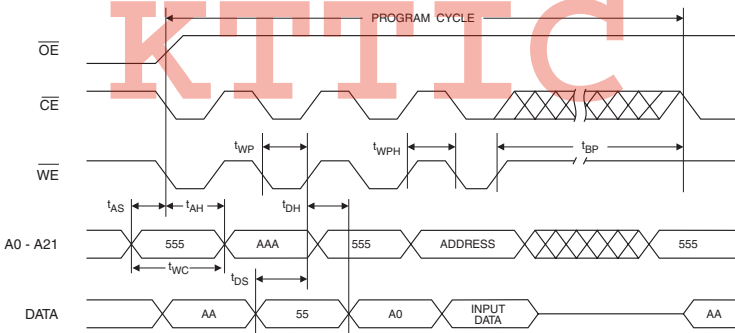 KTTIC
PROGRAM CYCLE
OE
CE
tWP
tWPH
tBP
WE
tAS
tAH
tDH
A0 - A21
555
AAA
555
ADDRESS
555
tWC
tDS
DATA
AA
55
A0
INPUT
DATA
AA